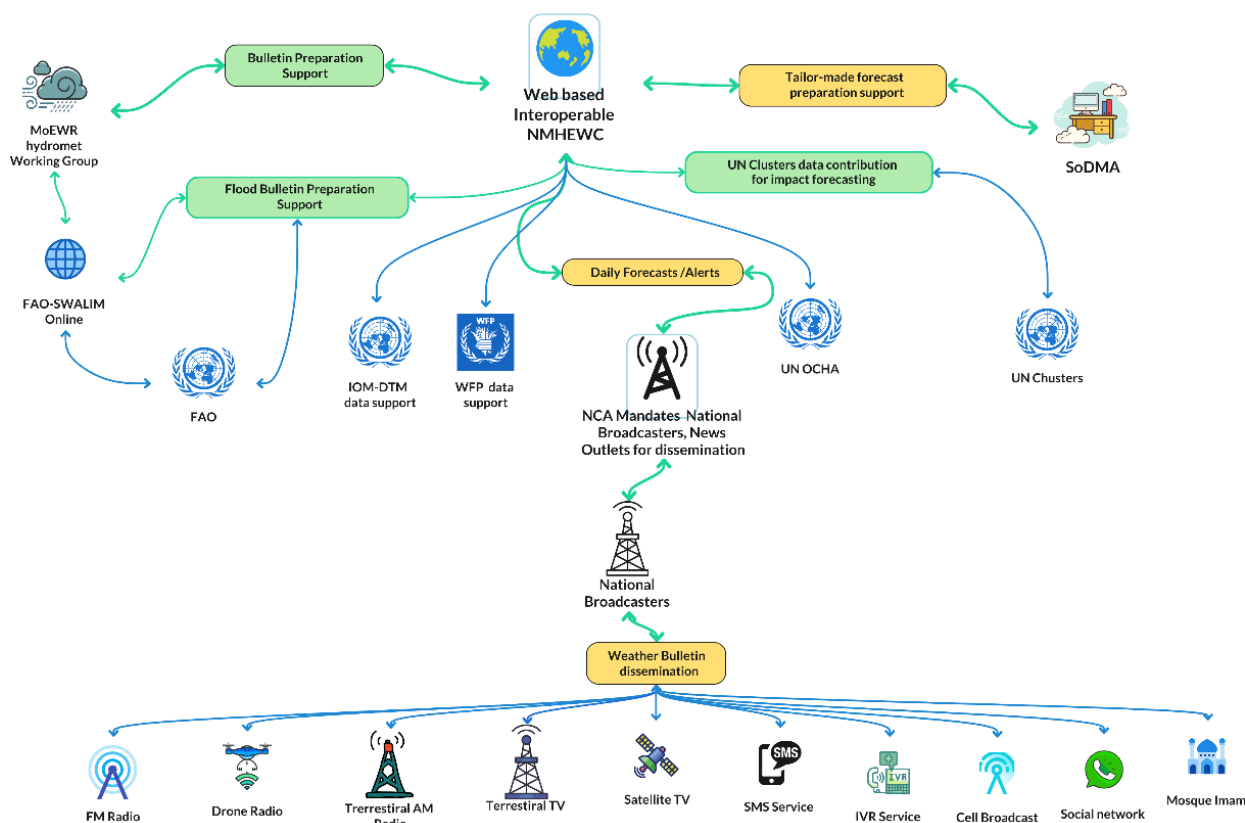 Bulletin Preparation
Support
Tailor-made forecast
preparation support
Web based
Interoperable
NMHEWC
MoEWR
hydromet
Working Group
SoDMA
UN Clusters data contribution
for impact forecasting
Flood Bulletin Preparation
Support
Daily Forecasts /Alerts
FAO-SWALIM
Online
WFP
FAO
IOM-DTM
data support
WFP data
support
UN OCHA
UN Chusters
NCA Mandates National
Broadcasters, News
Outlets for dissemination
National
Broadcasters
Weather Bulletin
dissemination
SMS
IVR
FM Radio
Drone Radio
Trerrestiral AM
Radio
Terrestiral TV
Satellite TV
SMS Service
IVR Service
Cell Broadcast
Social network
Mosque Imam